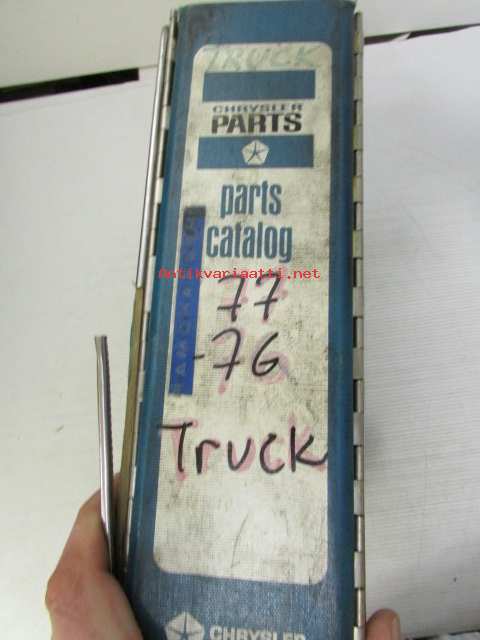 TRUCK
CHRYSLER
PARTS
parts
catalog
Antikvariaatti.net
77
-76
Truck
CHRYSLER